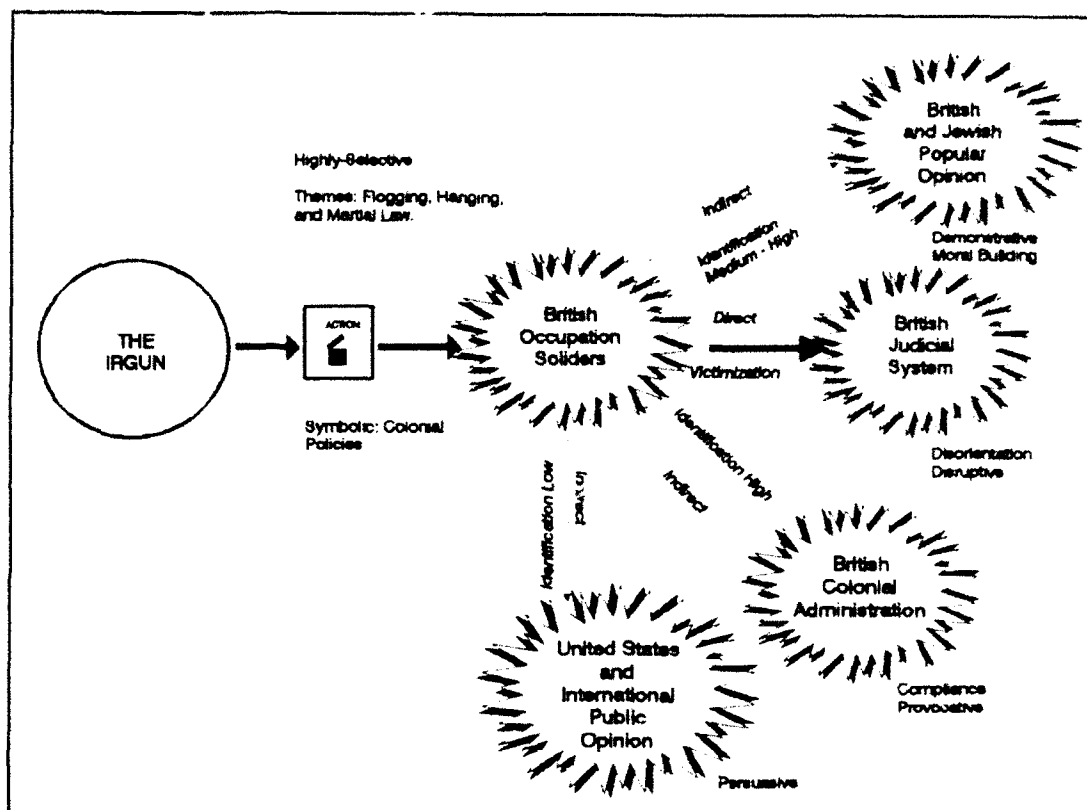 Highly-Selective
Themes: Flogging, Hanging,
and Martial Law.
THE
IRGUN
ACTION
Symbolic: Colonial
Policies
British
Occupation
Soliders
Indirect
Identification
Medium - High
British
and Jewish
Popular
Opinion
Demonstrative
Moral Building
Direct
Victimization
British
Judicial
System
Disorientation
Disruptive
Identification High
Indirect
British
Colonial
Administration
Compliance
Provocative
Identification Low
Indirect
United States
and
International
Public
Opinion
Persuasive